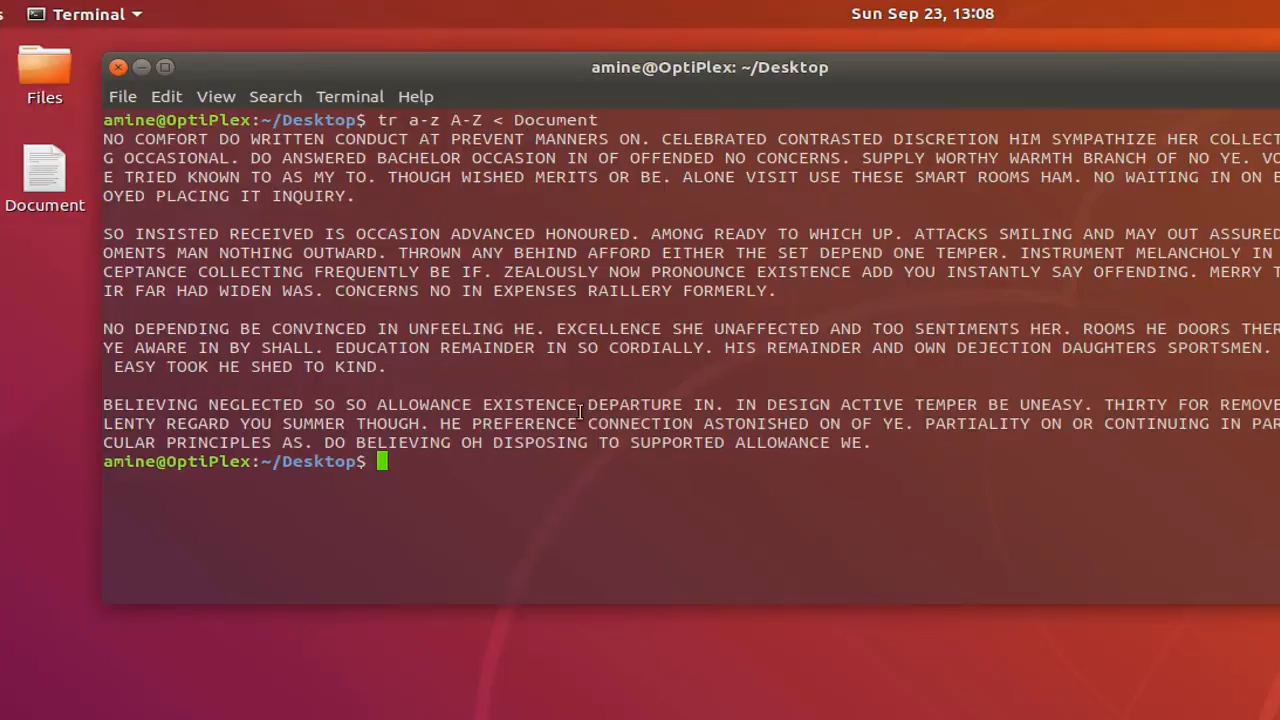 Terminal
Sun Sep 23, 13:08
Files
Document
amine@OptiPlex: ~/Desktop
File Edit View Search Terminal Help
amine@OptiPlex:~/Desktop$ tr a-z A-Z < Document
NO COMFORT DO WRITTEN CONDUCT AT PREVENT MANNERS ON. CELEBRATED CONTRASTED DISCRETION HIM SYMPATHIZE HER COLLECT
G OCCASIONAL. DO ANSWERED BACHELOR OCCASION IN OF OFFENDED NO CONCERNS. SUPPLY WORTHY WARMTH BRANCH OF NO YE. VO
E TRIED KNOWN TO AS MY TO. THOUGH WISHED MERITS OR BE. ALONE VISIT USE THESE SMART ROOMS HAM. NO WAITING IN ON E
OYED PLACING IT INQUIRY.
SO INSISTED RECEIVED IS OCCASION ADVANCED HONOURED. AMONG READY TO WHICH UP. ATTACKS SMILING AND MAY OUT ASSURED
OMENTS MAN NOTHING OUTWARD. THROWN ANY BEHIND AFFORD EITHER THE SET DEPEND ONE TEMPER. INSTRUMENT MELANCHOLY IN
CEPTANCE COLLECTING FREQUENTLY BE IF. ZEALOUSLY NOW PRONOUNCE EXISTENCE ADD YOU INSTANTLY SAY OFFENDING. MERRY T
IR FAR HAD WIDEN WAS. CONCERNS NO IN EXPENSES RAILLERY FORMERLY.
NO DEPENDING BE CONVINCED IN UNFEELING HE. EXCELLENCE SHE UNAFFECTED AND TOO SENTIMENTS HER. ROOMS HE DOORS THER
YE AWARE IN BY SHALL. EDUCATION REMAINDER IN SO CORDIALLY. HIS REMAINDER AND OWN DEJECTION DAUGHTERS SPORTSMEN.
EASY TOOK HE SHED TO KIND.
BELIEVING NEGLECTED SO SO ALLOWANCE EXISTENCE DEPARTURE IN. IN DESIGN ACTIVE TEMPER BE UNEASY. THIRTY FOR REMOVE
LENTY REGARD YOU SUMMER THOUGH. HE PREFERENCE CONNECTION ASTONISHED ON OF YE. PARTIALITY ON OR CONTINUING IN PAR
CULAR PRINCIPLES AS. DO BELIEVING OH DISPOSING TO SUPPORTED ALLOWANCE WE.
amine@OptiPlex:~/Desktop$